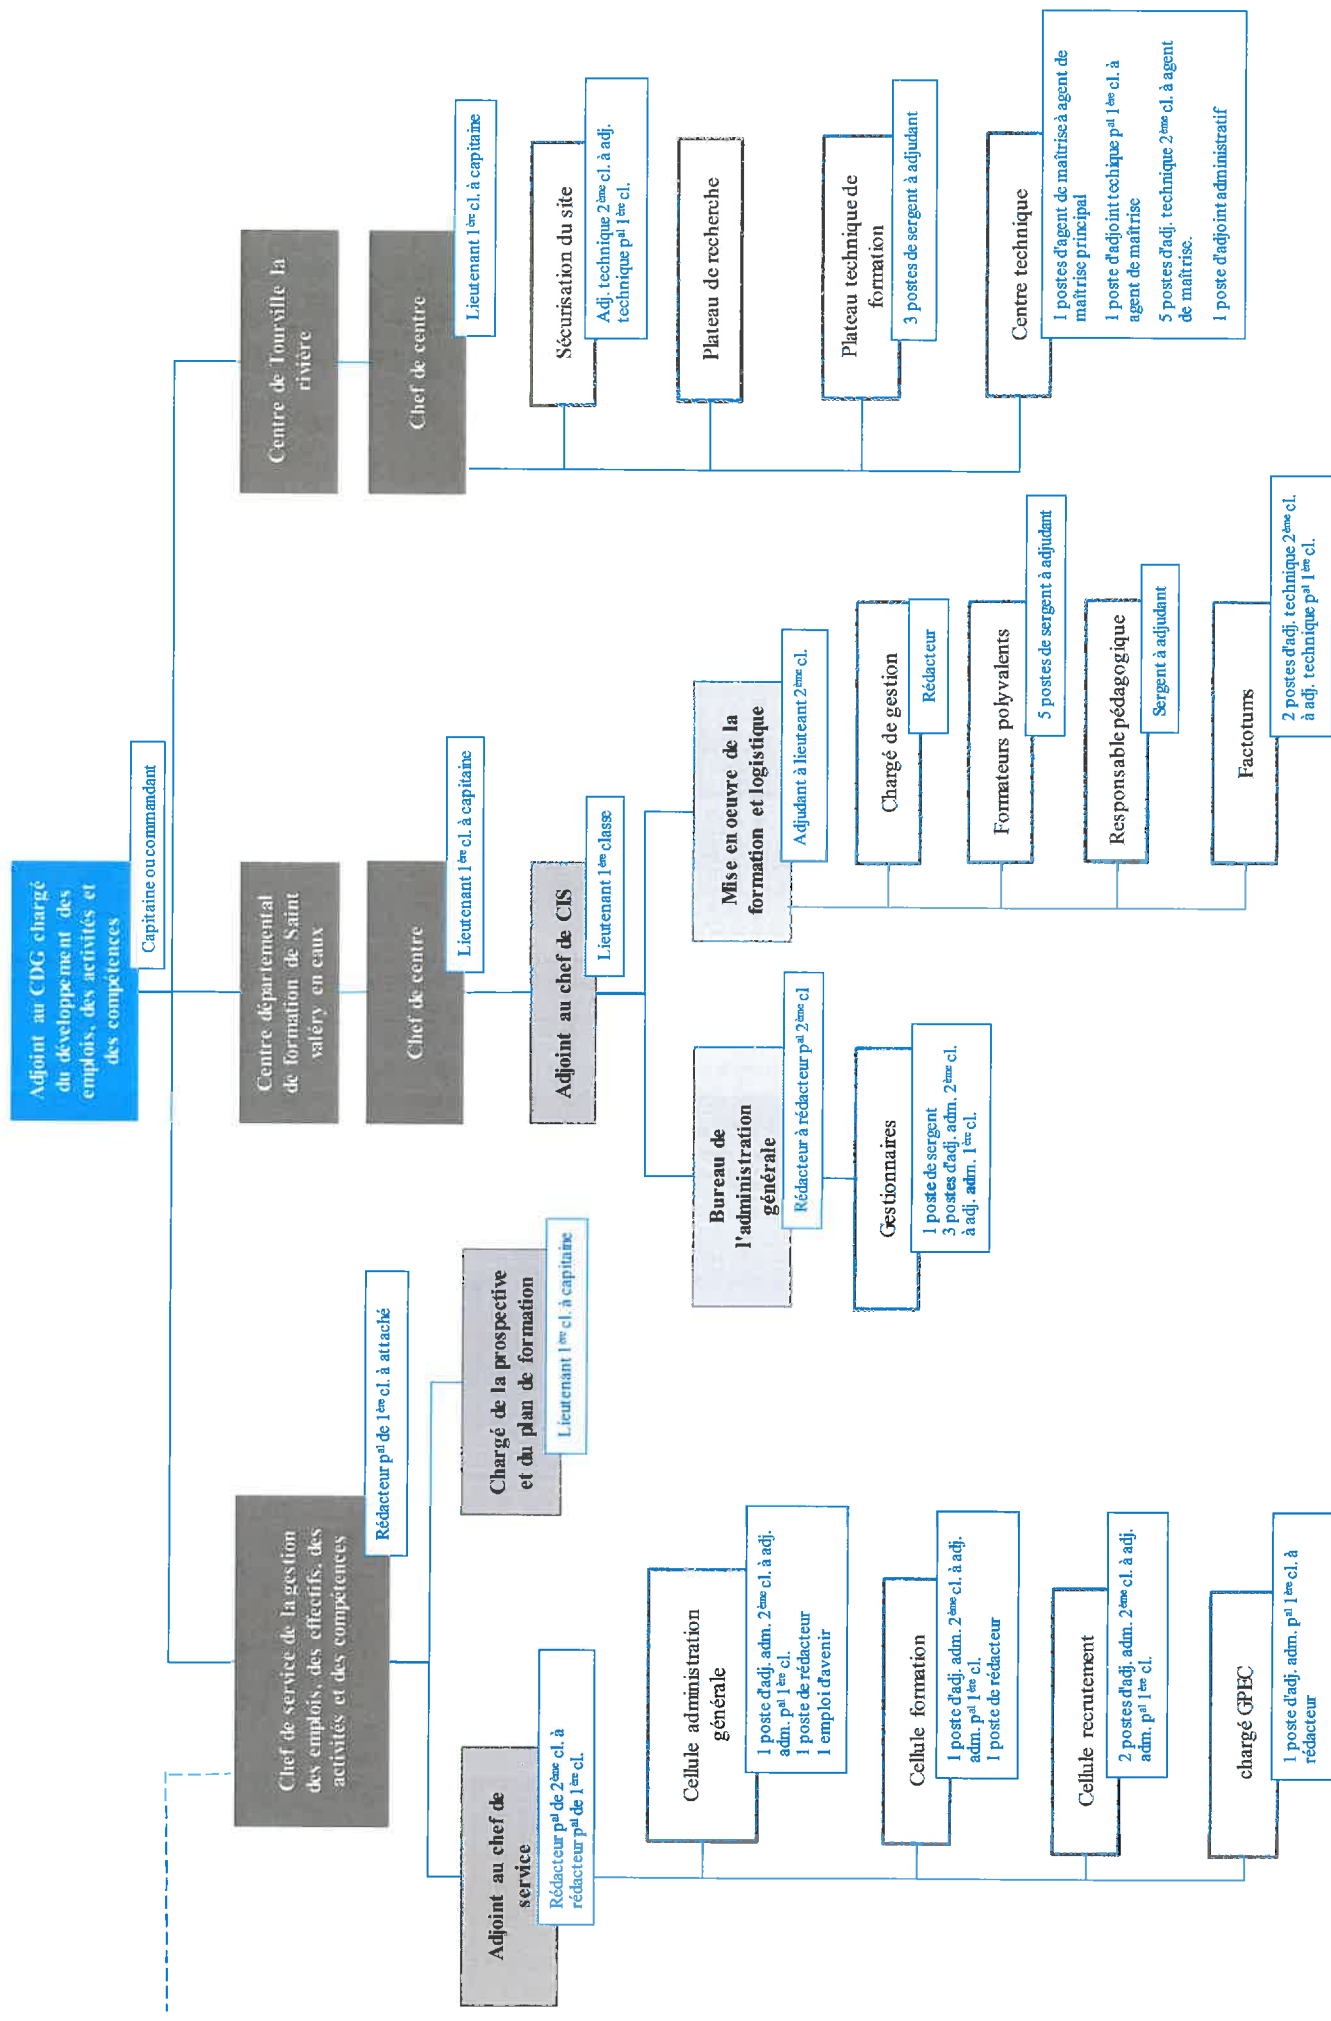 Adjoint au CDG chargé
du développement des
emplois, des activités et
des compétences
Capitaine ou commandant
Chef de service de la gestion
des emplois, des effectifs, des
activités et des compétences
Rédacteur pal de 1ère cl. à attaché
Adjoint au chef de
service
Rédacteur pal de 2ème cl. à
rédacteur pal de 1ère cl.
Cellule administration
générale
1 poste d'adj. adm. 2ème cl. à adj.
adm. pal 1ère cl.
1 poste de rédacteur
1 emploi d'avenir
Cellule formation
1 poste d'adj. adm. 2ème cl. à adj.
adm. pal 1ère cl.
1 poste de rédacteur
Cellule recrutement
2 postes d'adj. adm. 2ème cl. à adj.
adm. pal 1ère cl.
chargé GPEC
1 poste d'adj. adm. pal 1ère cl. à
rédacteur
Chargé de la prospective
et du plan de formation
Lieutenant 1ère cl. à capitaine
Centre départemental
de formation de Saint
valéry en caux
Chef de centre
Lieutenant 1ère cl. à capitaine
Adjoint au chef de CIS
Lieutenant 1ère classe
Bureau de
l'administration
générale
Rédacteur à rédacteur pal 2ème cl
Gestionnaires
1 poste de sergent
3 postes d'adj. adm. 2ème cl.
à adj. adm. 1ère cl.
Mise en oeuvre de la
formation et logistique
Adjudant à lieuteant 2ème cl.
Chargé de gestion
Rédacteur
Formateurs polyvalents
5 postes de sergent à adjudant
Responsable pédagogique
Sergent à adjudant
Factotums
2 postes d'adj. technique 2ème cl.
à adj. technique pal 1ère cl.
Centre de Tourville la
rivière
Chef de centre
Lieutenant 1ère cl. à capitaine
Sécurisation du site
Adj. technique 2ème cl. à adj.
technique pal 1ère cl.
Plateau de recherche
Plateau technique de
formation
3 postes de sergent à adjudant
Centre technique
1 postes d'agent de maîtrise à agent de
maîtrise principal
1 poste d'adjoint techique pal 1ère cl. à
agent de maîtrise
5 postes d'adj. technique 2ème cl. à agent
de maîtrise.
1 poste d'adjoint administratif